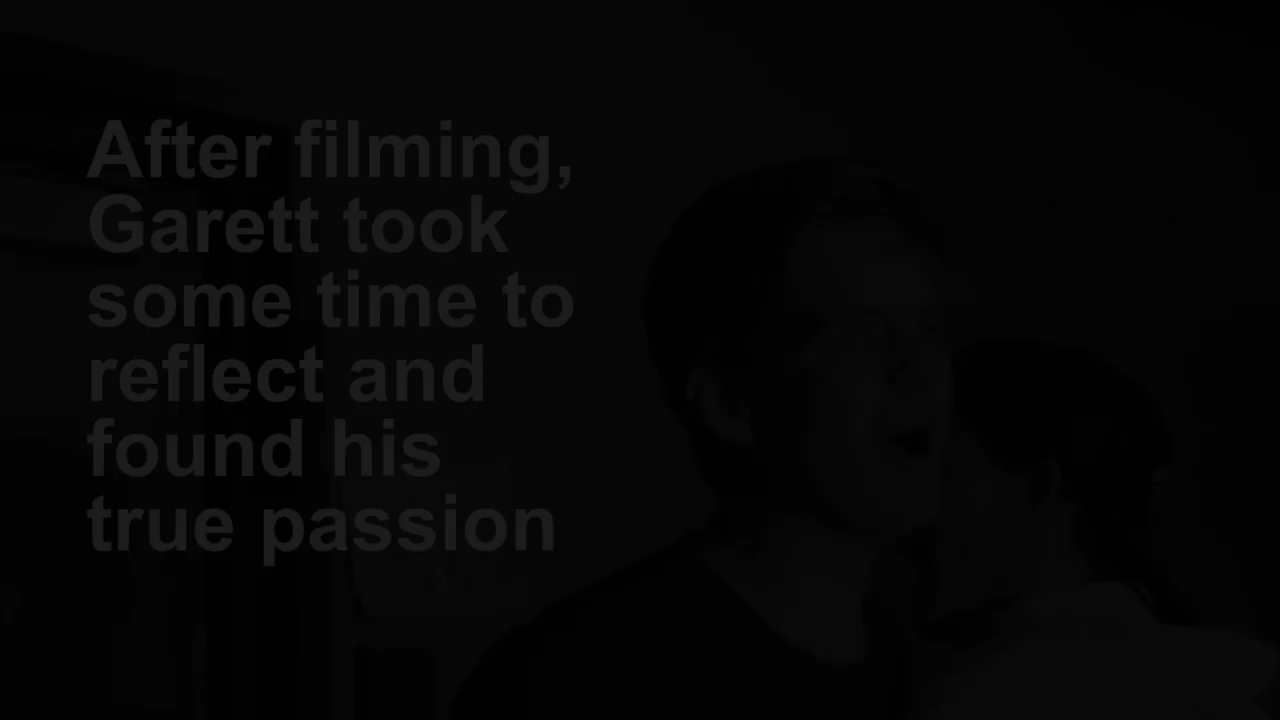 After filming,
Garett took
some time to
reflect and
found his
true passion